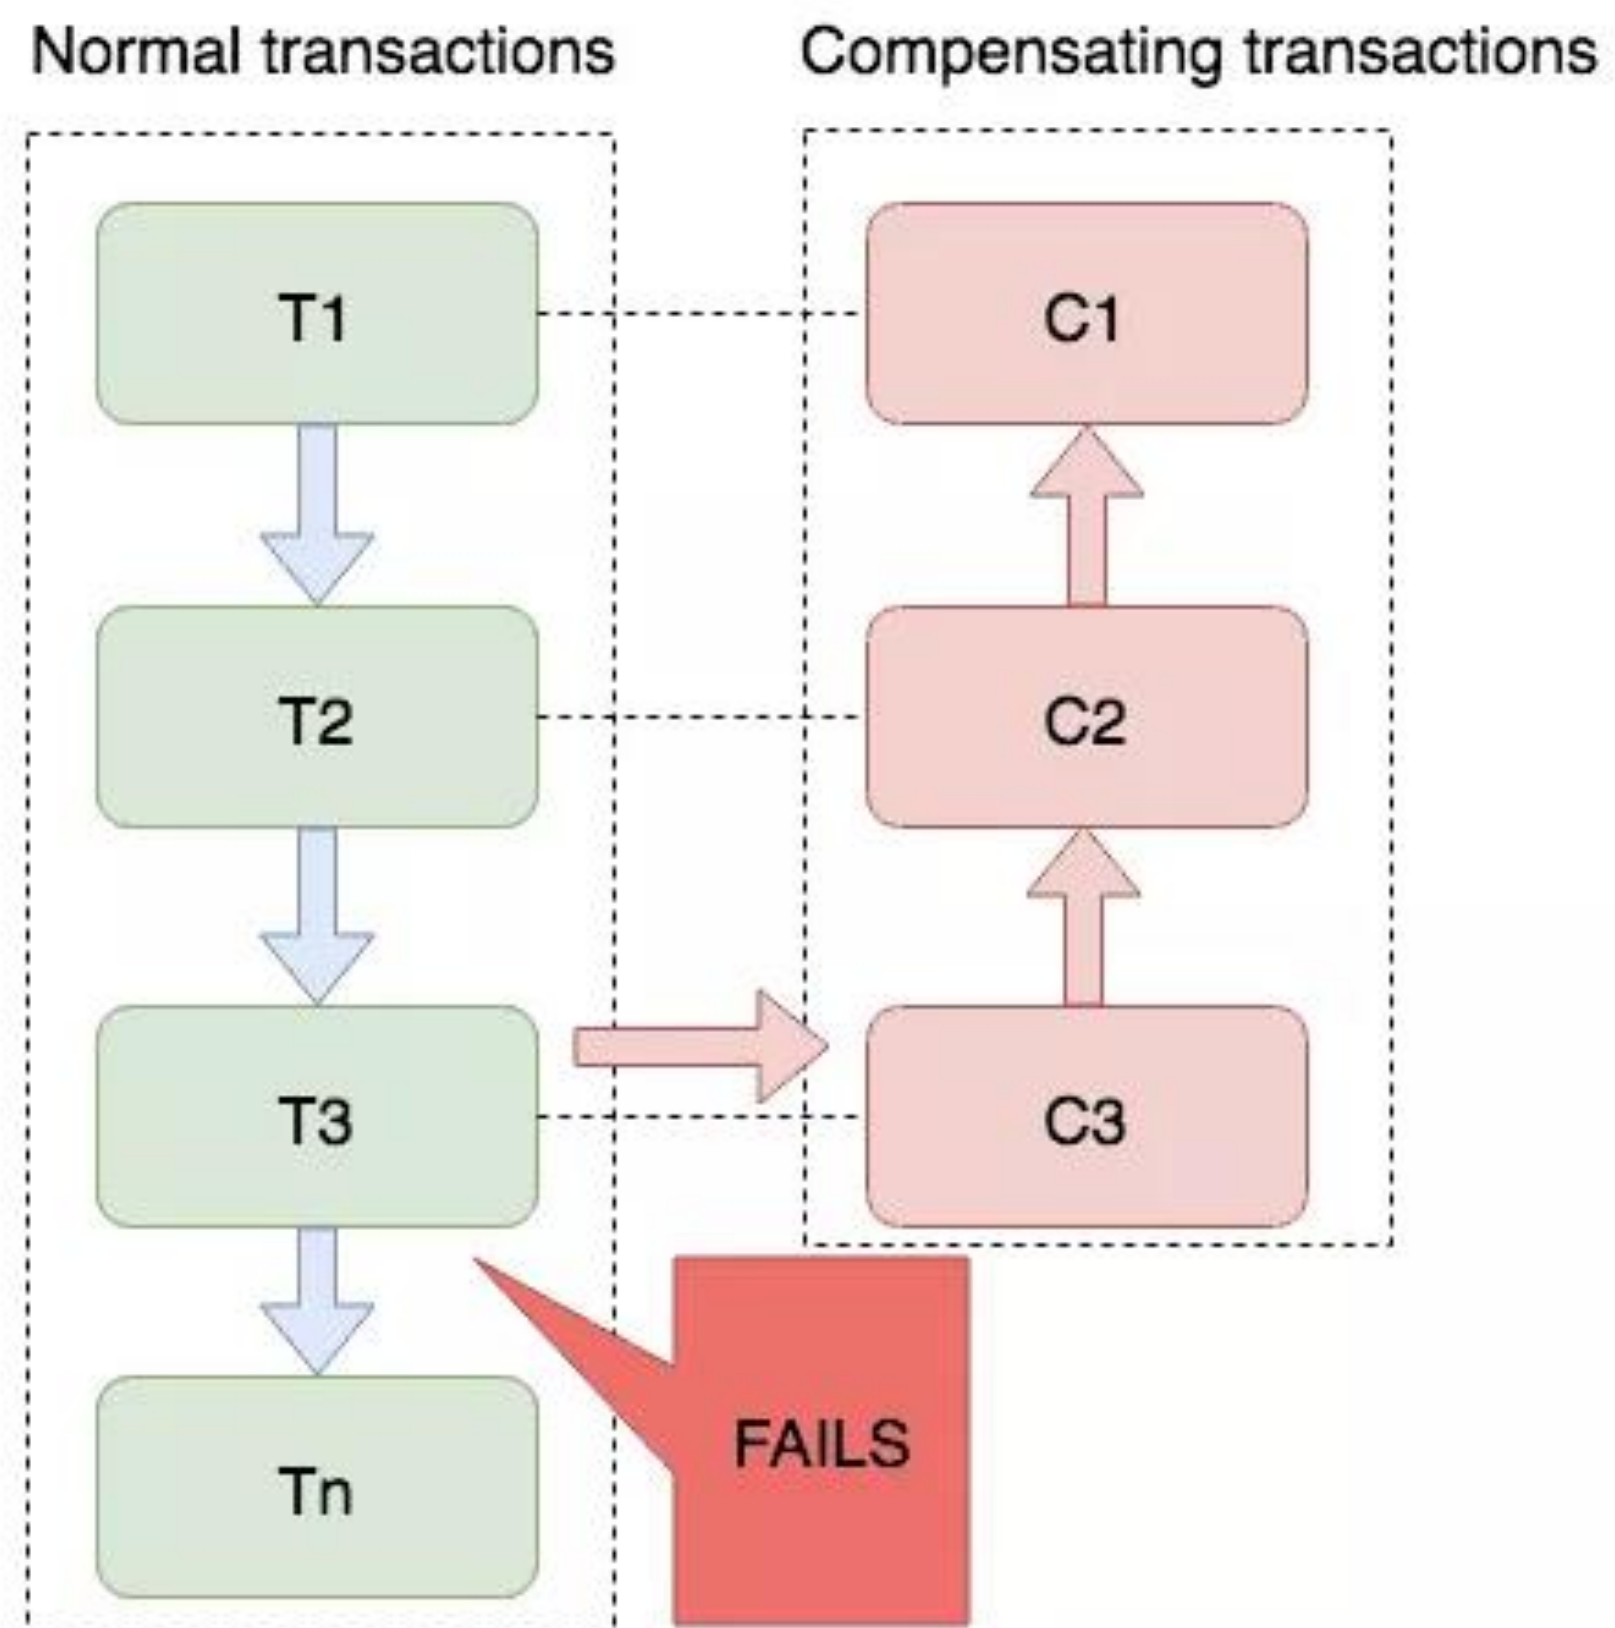 Normal transactions
Compensating transactions
T1
C1
T2
C2
T3
C3
FAILS
Tn